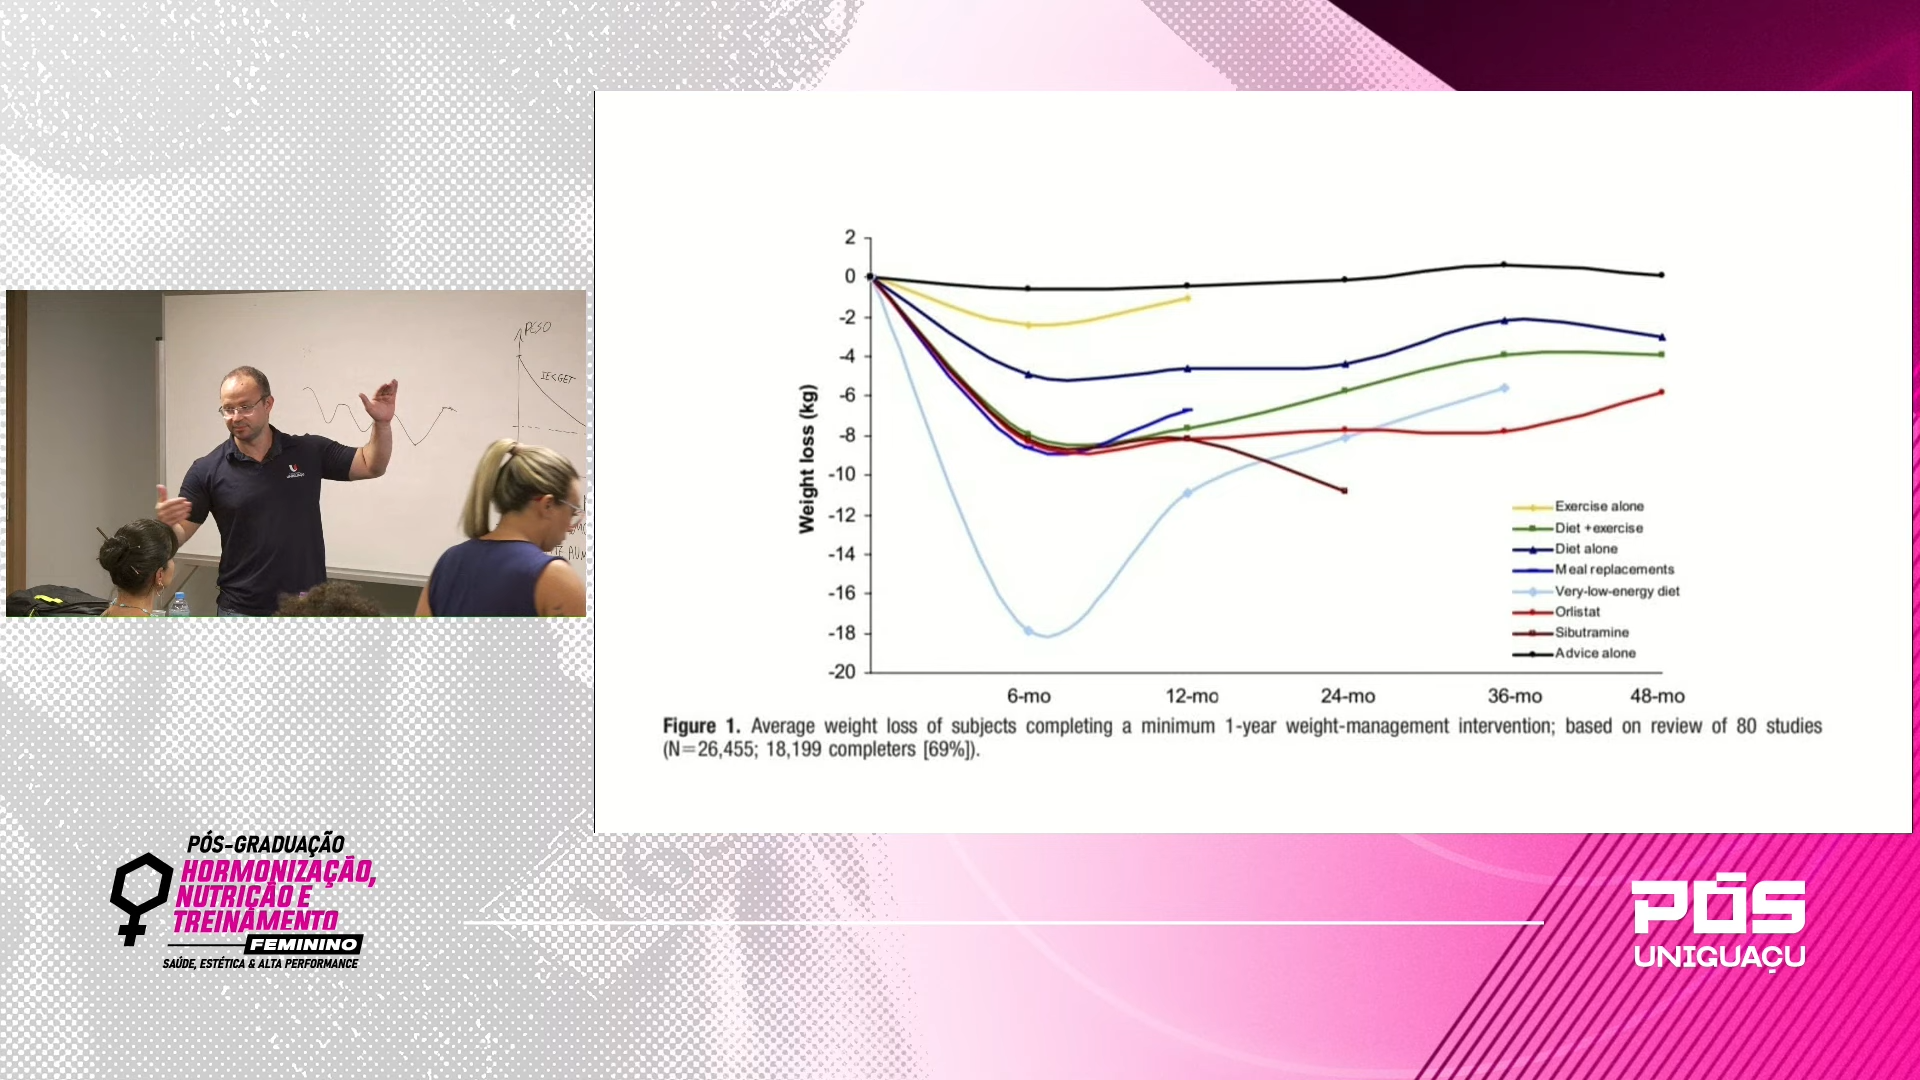 PESO
IE<GET
2
0
-2
-4
-6
-8
-10
-12
-14
-16
-18
-20
Weight loss (kg)
6-mo
12-mo
24-mo
36-mo
48-mo
Exercise alone
Diet +exercise
Diet alone
Meal replacements
Very-low-energy diet
Orlistat
Sibutramine
Advice alone
Figure 1. Average weight loss of subjects completing a minimum 1-year weight-management intervention; based on review of 80 studies
(N=26,455; 18,199 completers [69%]).
PÓS-GRADUAÇÃO
HORMONIZAÇÃO,
NUTRIÇÃO E
TREINAMENTO
FEMININO
SAÚDE, ESTÉTICA & ALTA PERFORMANCE
PÓS
UNIGUAÇU